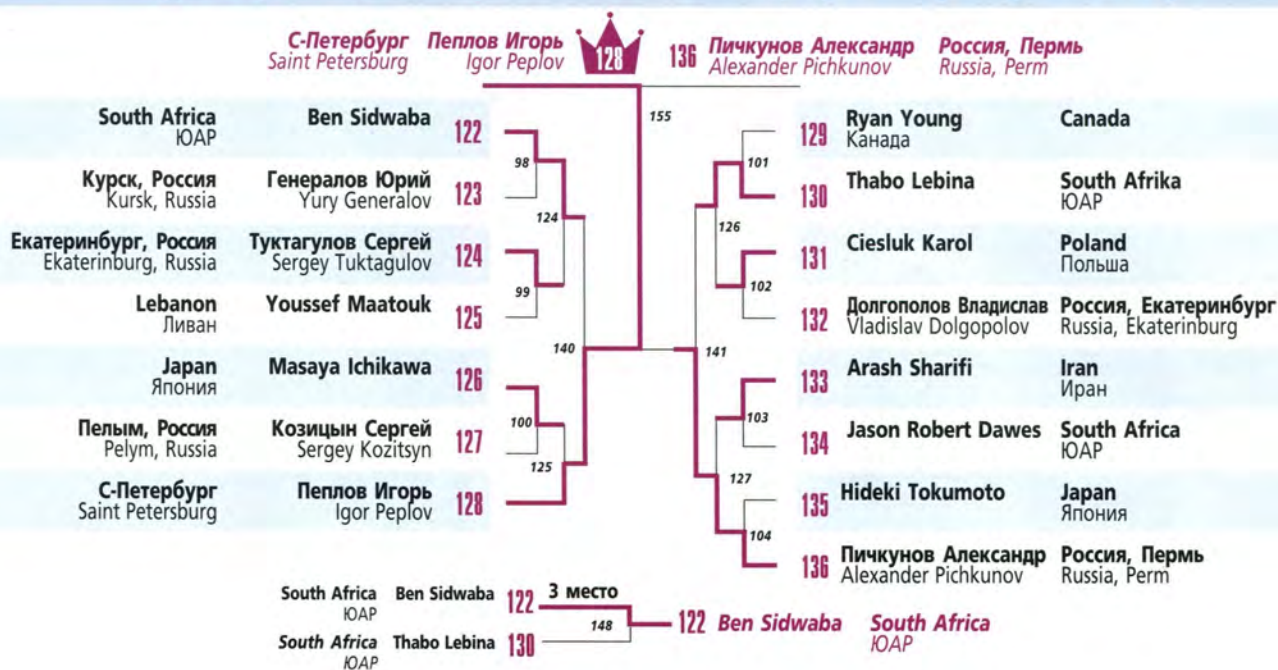 С-Петербург Пеплов Игорь 128 136 Пичкунов Александр Россия, Пермь
Saint Petersburg Igor Peplov Alexander Pichkunov Russia, Perm
155
South Africa Ben Sidwaba 122
ЮАР
98
Курск, Россия Генералов Юрий 123
Kursk, Russia Yury Generalov
124
Екатеринбург, Россия Туктагулов Сергей 124
Ekaterinburg, Russia Sergey Tuktagulov
99
Lebanon Youssef Maatouk 125
Ливан
140
Japan Masaya Ichikawa 126
Япония
100
Пелым, Россия Козицын Сергей 127
Pelym, Russia Sergey Kozitsyn
125
С-Петербург Пеплов Игорь 128
Saint Petersburg Igor Peplov
129 Ryan Young Canada
Канада
101
130 Thabo Lebina South Afrika
ЮАР
126
131 Ciesluk Karol Poland
Польша
102
132 Долгополов Владислав Россия, Екатеринбург
Vladislav Dolgopolov Russia, Ekaterinburg
141
133 Arash Sharifi Iran
Иран
103
134 Jason Robert Dawes South Africa
ЮАР
127
135 Hideki Tokumoto Japan
Япония
104
136 Пичкунов Александр Россия, Пермь
Alexander Pichkunov Russia, Perm
South Africa Ben Sidwaba 122 3 место
ЮАР
148
122 Ben Sidwaba South Africa
ЮАР
South Africa Thabo Lebina 130
ЮАР